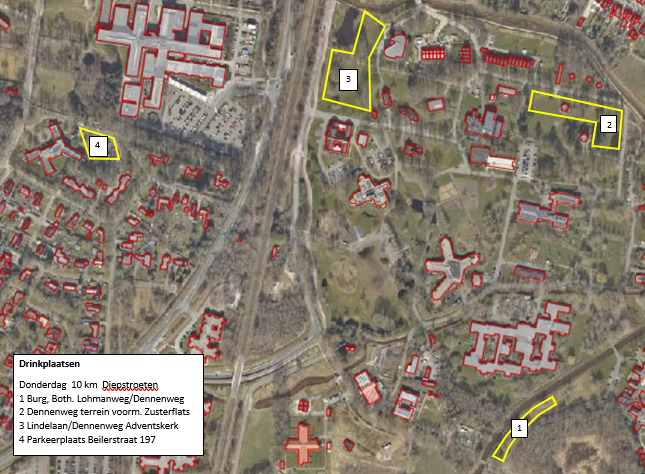 3
2
4
1
Drinkplaatsen
Donderdag 10 km Diepstroeten
1 Burg, Both. Lohmanweg/Dennenweg
2 Dennenweg terrein voorm. Zusterflats
3 Lindelaan/Dennenweg Adventskerk
4 Parkeerplaats Beilerstraat 197